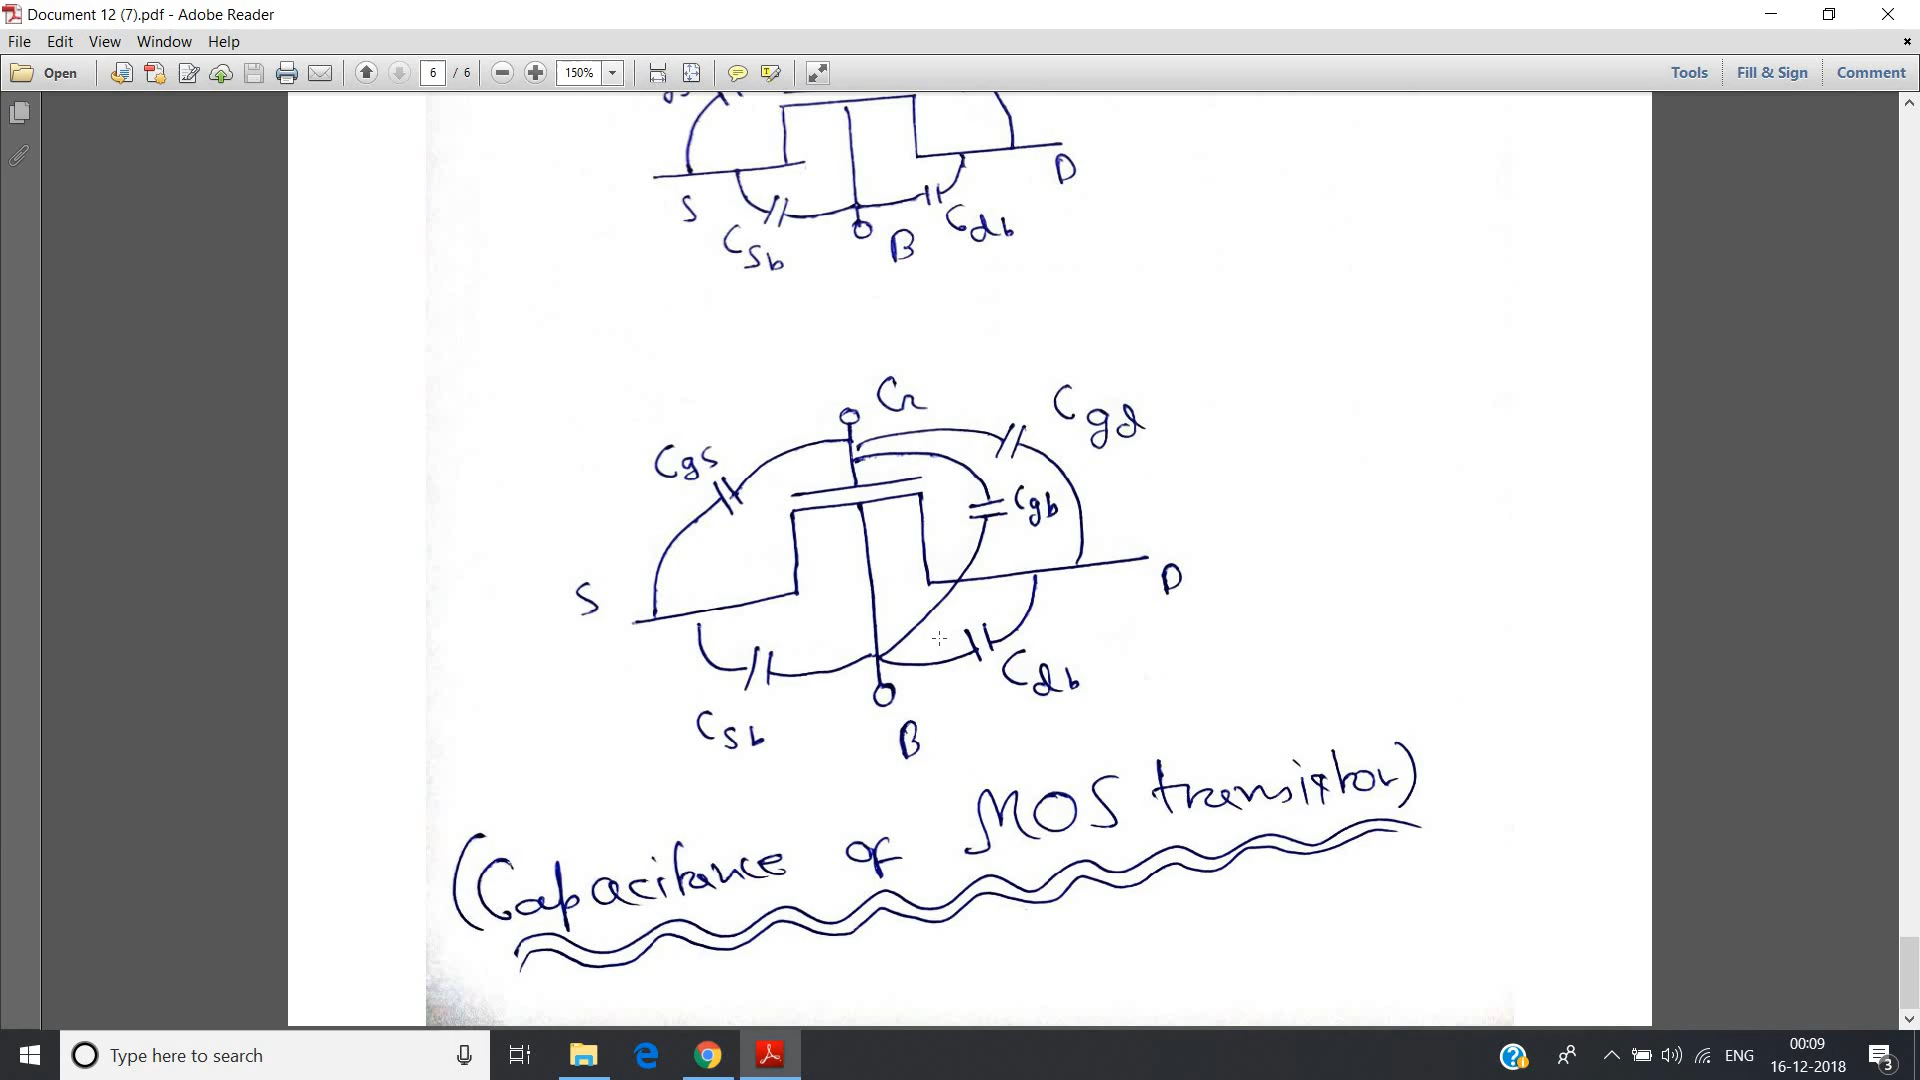 Document 12 (7).pdf - Adobe Reader
File Edit View Window Help
Open 6 / 6 150% Tools Fill & Sign Comment
S D
Csb B Cdb
G Cgd
Cgs
Cgb
S D
Cdb
Csb B
(Capacitance of MOS transistor)
Type here to search
ENG 00:09
16-12-2018 3